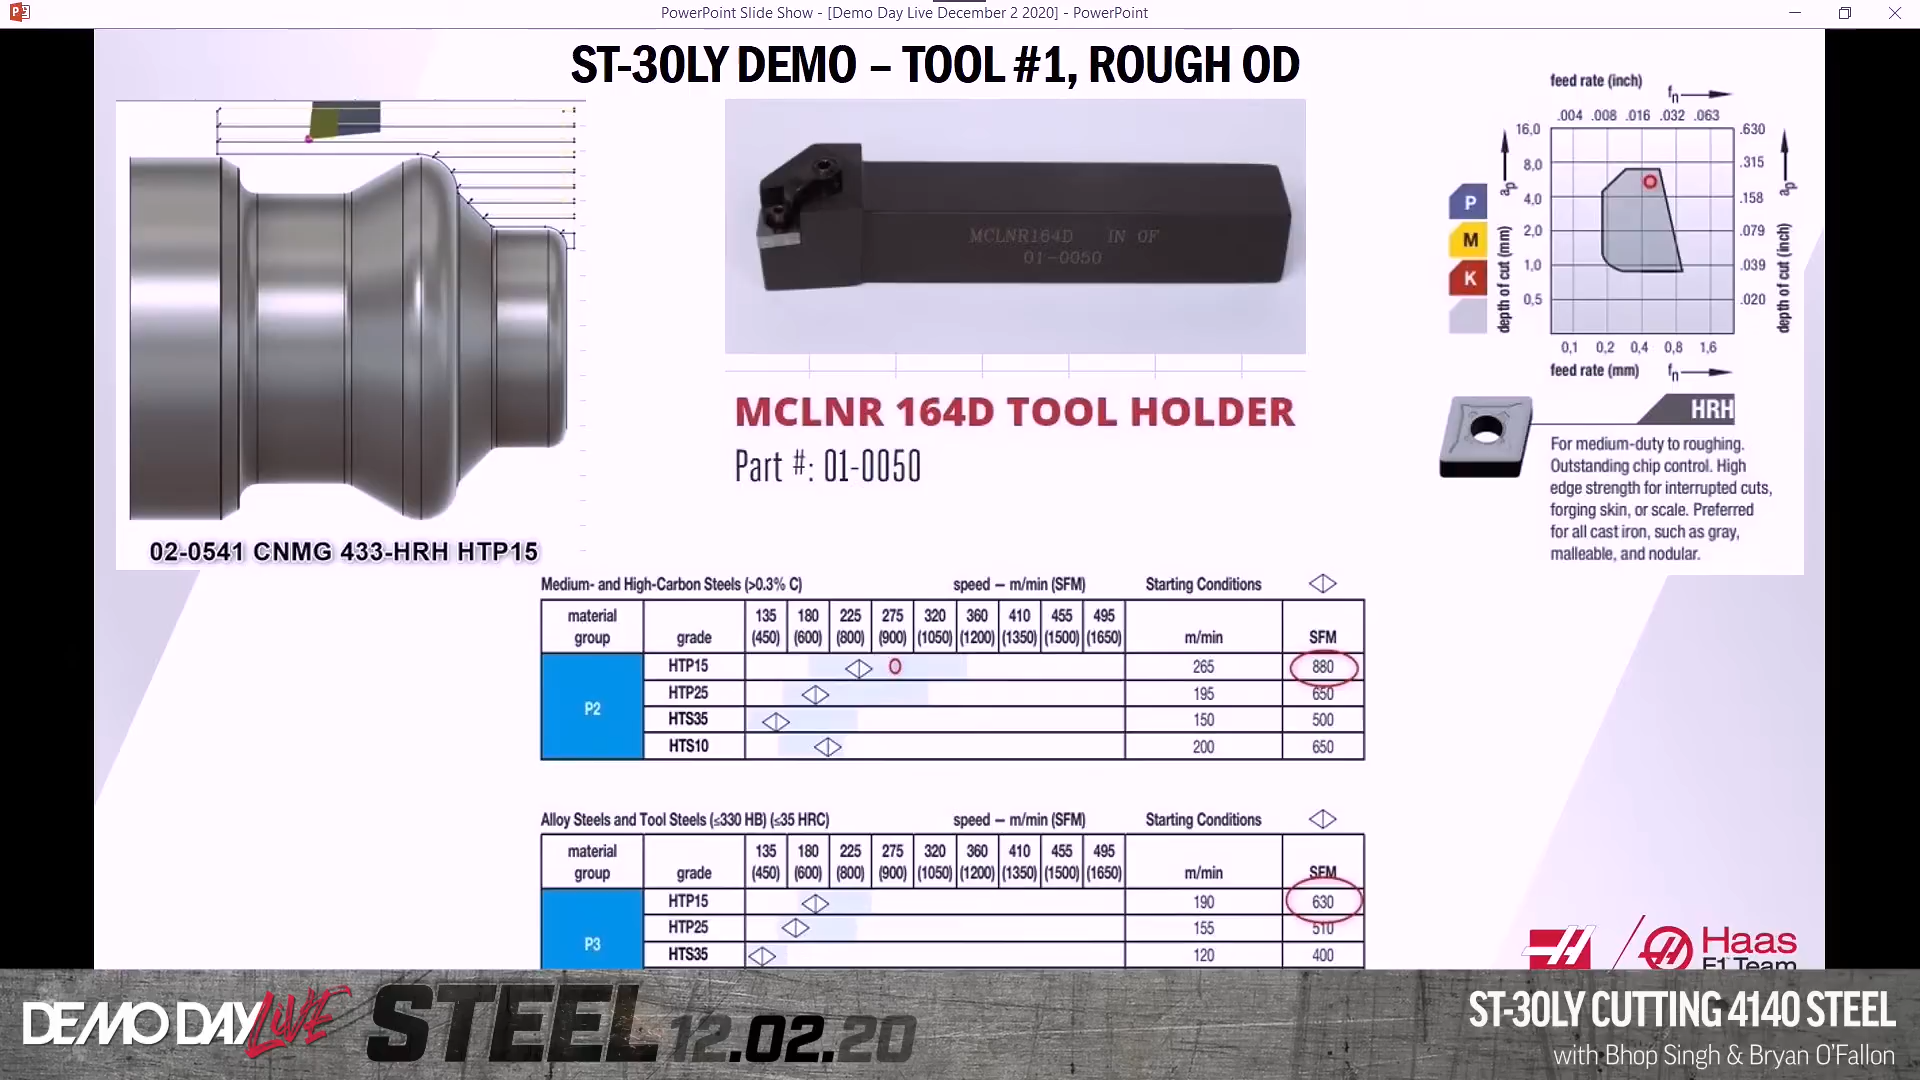 PowerPoint Slide Show - [Demo Day Live December 2 2020] - PowerPoint
ST-30LY DEMO – TOOL #1, ROUGH OD
02-0541 CNMG 433-HRH HTP15
MCLNR164D IN OF
01-0050
MCLNR 164D TOOL HOLDER
Part #: 01-0050
feed rate (inch) fn
.004 .008 .016 .032 .063
16,0 .630
8,0 .315
4,0 .158
2,0 .079
1,0 .039
0,5 .020
ap
depth of cut (mm)
ap
depth of cut (inch)
P
M
K
0,1 0,2 0,4 0,8 1,6
feed rate (mm) fn
HRH
For medium-duty to roughing.
Outstanding chip control. High
edge strength for interrupted cuts,
forging skin, or scale. Preferred
for all cast iron, such as gray,
malleable, and nodular.
Medium- and High-Carbon Steels (>0.3% C) speed – m/min (SFM) Starting Conditions
material 135 180 225 275 320 360 410 455 495
group grade (450) (600) (800) (900) (1050) (1200) (1350) (1500) (1650) m/min SFM
P2
HTP15 265 880
HTP25 195 650
HTS35 150 500
HTS10 200 650
Alloy Steels and Tool Steels (≤330 HB) (≤35 HRC) speed – m/min (SFM) Starting Conditions
material 135 180 225 275 320 360 410 455 495
group grade (450) (600) (800) (900) (1050) (1200) (1350) (1500) (1650) m/min SFM
P3
HTP15 190 630
HTP25 155 510
HTS35 120 400
Haas
F1 Team
DEMO DAY LIVE STEEL 12.02.20
ST-30LY CUTTING 4140 STEEL
with Bhop Singh & Bryan O'Fallon